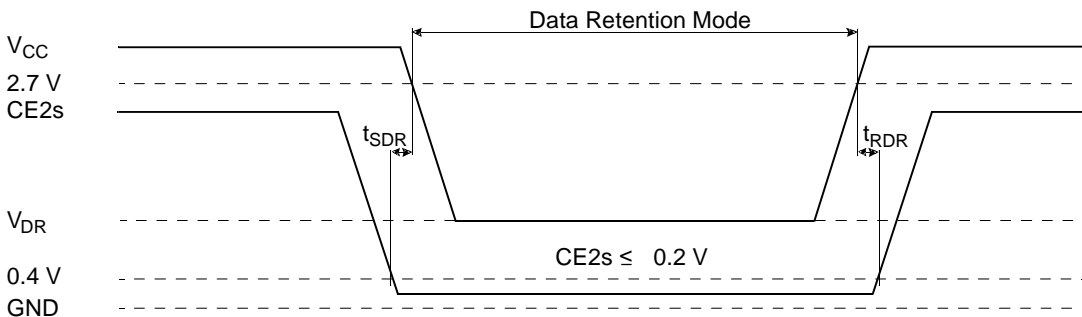 Data Retention Mode
VCC
2.7 V
CE2s
tSDR
tRDR
VDR
CE2s ≤ 0.2 V
0.4 V
GND